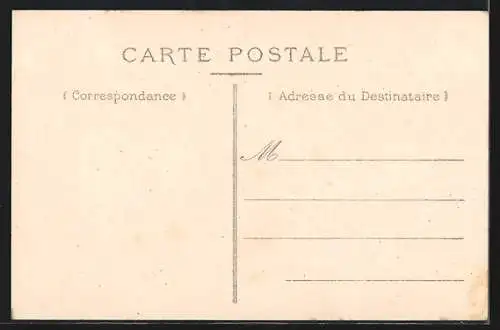 CARTE POSTALE
( Correspondance )
( Adresse du Destinataire )
M